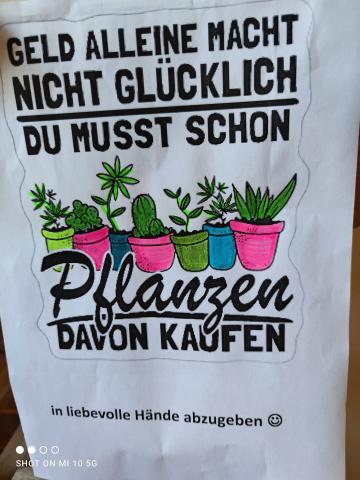 GELD ALLEINE MACHT
NICHT GLÜCKLICH
DU MUSST SCHON
Pflanzen
DAVON KAUFEN
in liebevolle Hände abzugeben ☺
SHOT ON MI 10 5G